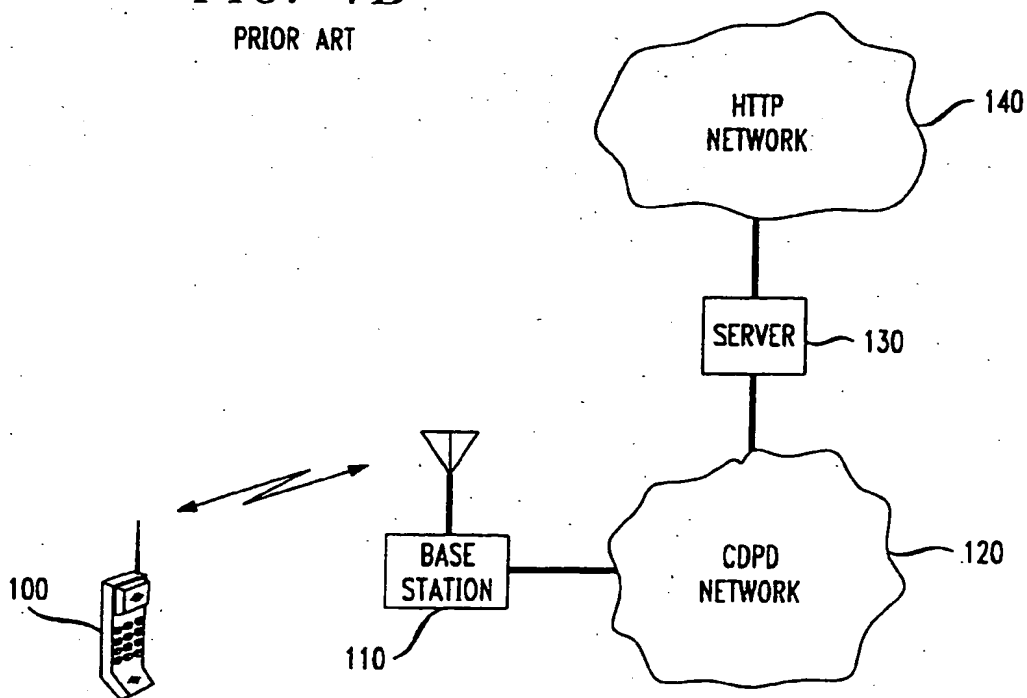 PRIOR ART
HTTP
NETWORK
140
SERVER
130
BASE
STATION
CDPD
NETWORK
120
100
110